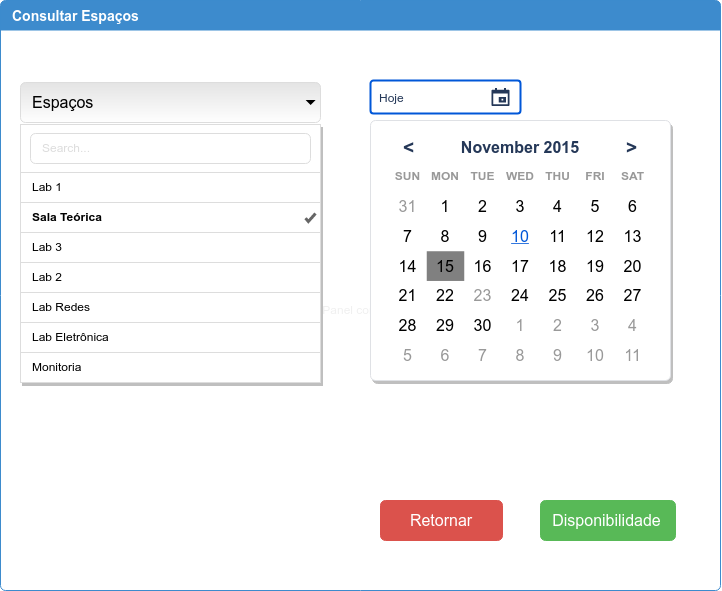 Consultar Espaços
Espaços
Search...
Lab 1
Sala Teórica
Lab 3
Lab 2
Lab Redes
Lab Eletrônica
Monitoria
Panel co
Hoje
< November 2015 >
SUN MON TUE WED THU FRI SAT
31 1 2 3 4 5 6
7 8 9 10 11 12 13
14 15 16 17 18 19 20
21 22 23 24 25 26 27
28 29 30 1 2 3 4
5 6 7 8 9 10 11
Retornar
Disponibilidade